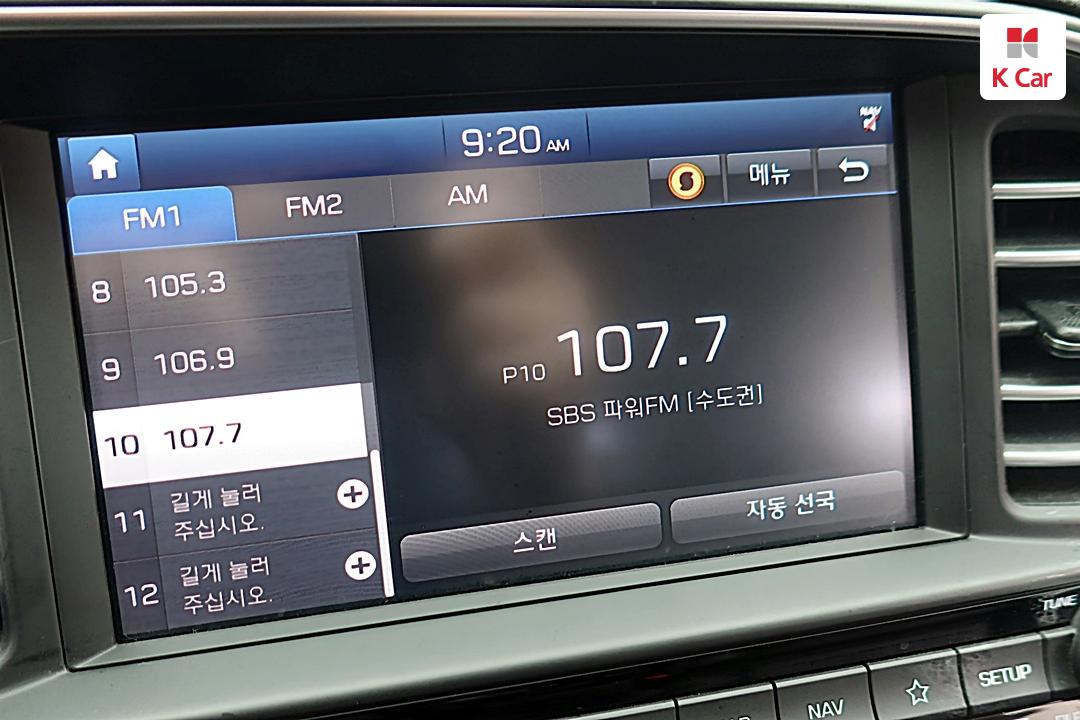 K Car
9:20 AM
NAV
FM1
FM2
AM
메뉴
8 105.3
9 106.9
10 107.7
11 길게 눌러
주십시오.
12 길게 눌러
주십시오.
P10 107.7
SBS 파워FM [수도권]
스캔
자동 선국
TUNE
NAV
SETUP